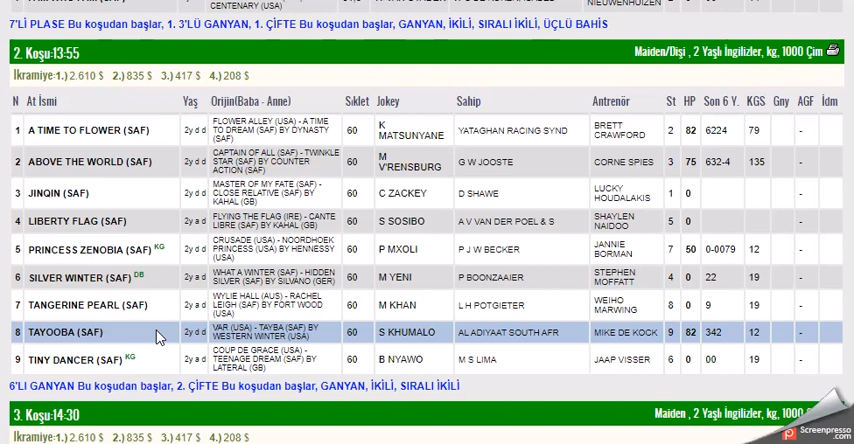 CENTENARY (USA) NIEUWENHUIZEN
7'Lİ PLASE Bu koşudan başlar, 1. 3'LÜ GANYAN, 1. ÇİFTE Bu koşudan başlar, GANYAN, İKİLİ, SIRALI İKİLİ, ÜÇLÜ BAHİS
2. Koşu:13:55 Maiden/Dişi , 2 Yaşlı İngilizler, kg, 1000 Çim
İkramiye:1.) 2.610 $ 2.) 835 $ 3.) 417 $ 4.) 208 $
N At İsmi Yaş Orijin(Baba - Anne) Sıklet Jokey Sahip Antrenör St HP Son 6 Y. KGS Gny AGF İdm
1 A TIME TO FLOWER (SAF) 2y d d FLOWER ALLEY (USA) - A TIME TO DREAM (SAF) BY DYNASTY (SAF) 60 K MATSUNYANE YATAGHAN RACING SYND BRETT CRAWFORD 2 82 6224 79 -
2 ABOVE THE WORLD (SAF) 2y d d CAPTAIN OF ALL (SAF) - TWINKLE STAR (SAF) BY COUNTER ACTION (SAF) 60 M V'RENSBURG G W JOOSTE CORNE SPIES 3 75 632-4 135 -
3 JINQIN (SAF) 2y d d MASTER OF MY FATE (SAF) - CLOSE RELATIVE (SAF) BY KAHAL (GB) 60 C ZACKEY D SHAWE LUCKY HOUDALAKIS 1 0 -
4 LIBERTY FLAG (SAF) 2y a d FLYING THE FLAG (IRE) - CANTE LIBRE (SAF) BY KAHAL (GB) 60 S SOSIBO A V VAN DER POEL & S SHAYLEN NAIDOO 5 0 -
5 PRINCESS ZENOBIA (SAF) KG 2y a d CRUSADE (USA) - NOORDHOEK PRINCESS (USA) BY HENNESSY (USA) 60 P MXOLI P J W BECKER JANNIE BORMAN 7 50 0-0079 12 -
6 SILVER WINTER (SAF) DB 2y a d WHAT A WINTER (SAF) - HIDDEN SILVER (SAF) BY SILVANO (GER) 60 M YENI P BOONZAAIER STEPHEN MOFFATT 4 0 22 19 -
7 TANGERINE PEARL (SAF) 2y a d WYLIE HALL (AUS) - RACHEL LEIGH (SAF) BY FORT WOOD (USA) 60 M KHAN L H POTGIETER WEIHO MARWING 8 0 9 19 -
8 TAYOOBA (SAF) 2y d d VAR (USA) - TAYBA (SAF) BY WESTERN WINTER (USA) 60 S KHUMALO AL ADIYAAT SOUTH AFR MIKE DE KOCK 9 82 342 12 -
9 TINY DANCER (SAF) KG 2y a d COUP DE GRACE (USA) - TEENAGE DREAM (SAF) BY LATERAL (GB) 60 B NYAWO M S LIMA JAAP VISSER 6 0 00 19 -
6'LI GANYAN Bu koşudan başlar, 2. ÇİFTE Bu koşudan başlar, GANYAN, İKİLİ, SIRALI İKİLİ
3. Koşu:14:30 Maiden , 2 Yaşlı İngilizler, kg, 1000
İkramiye:1.) 2.610 $ 2.) 835 $ 3.) 417 $ 4.) 208 $
Screenpresso
.com